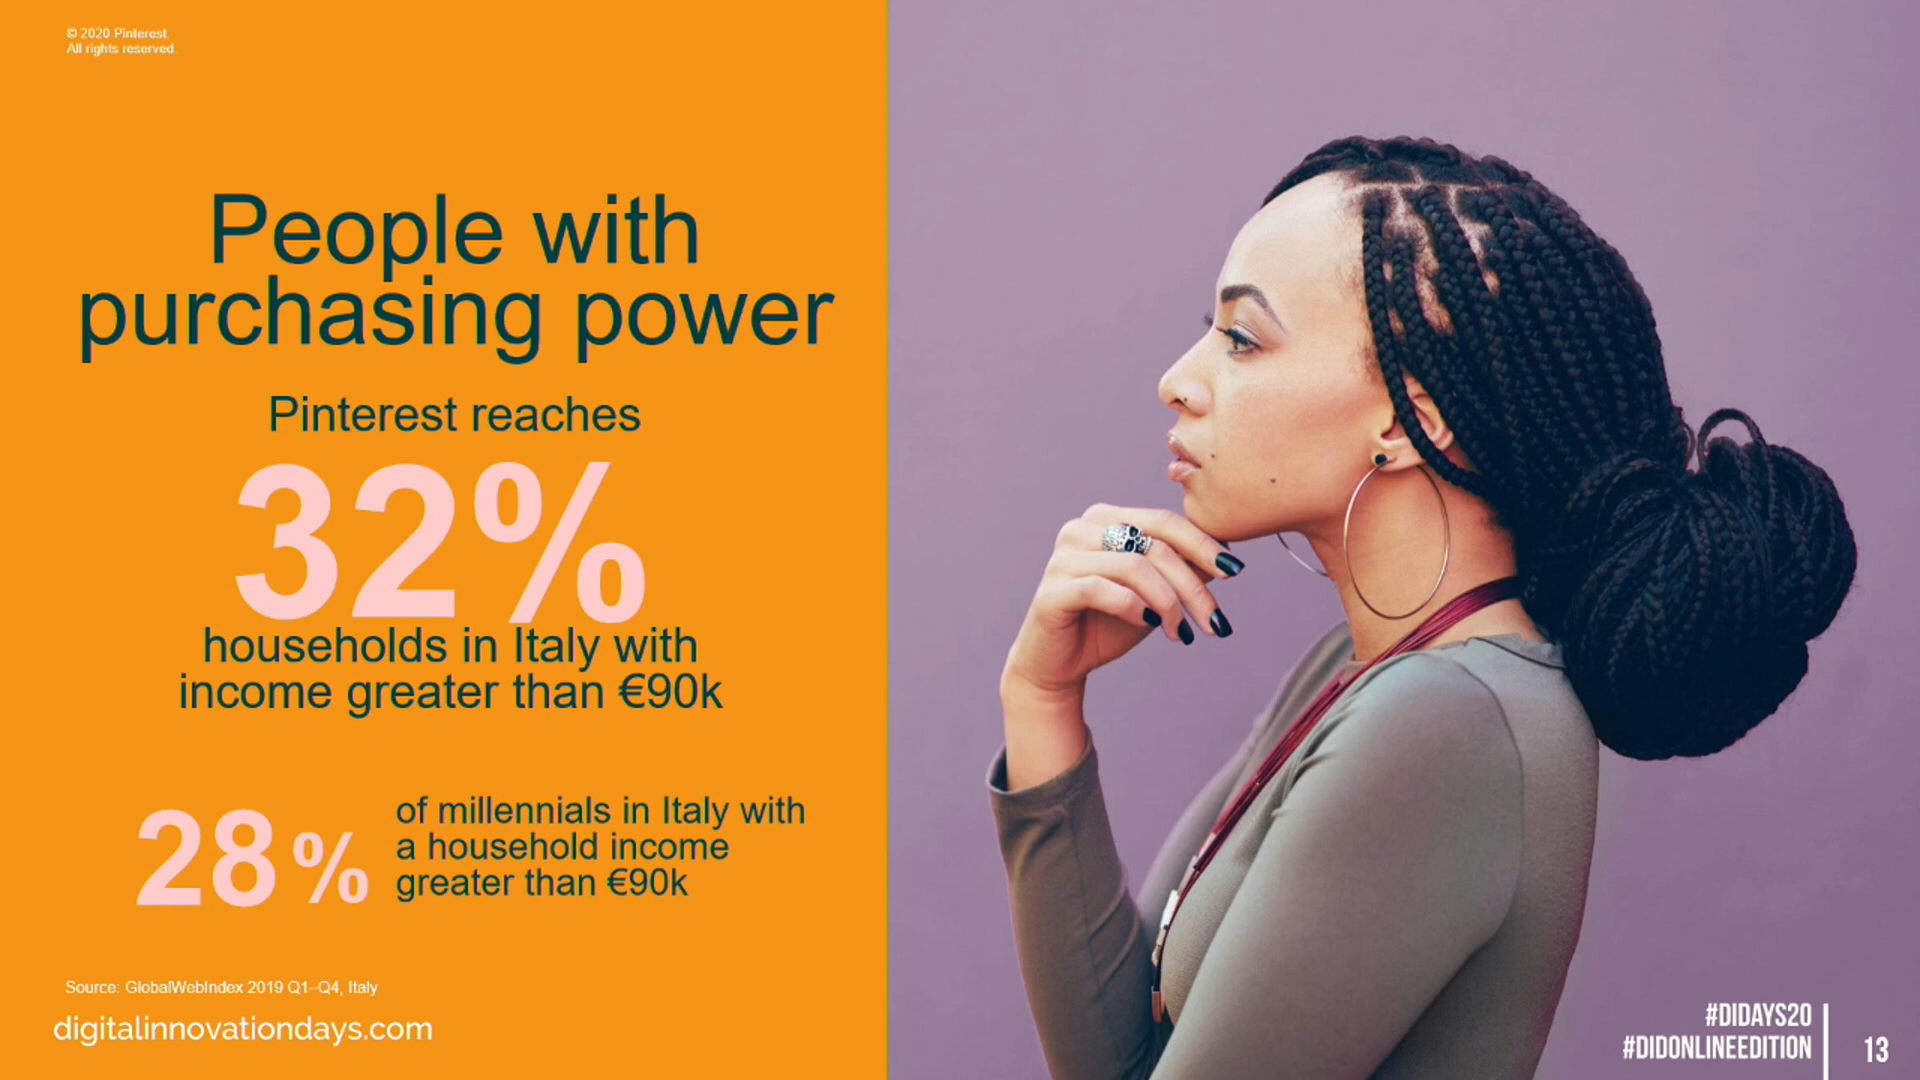 © 2020 Pinterest.
All rights reserved.
People with
purchasing power
Pinterest reaches
32%
households in Italy with
income greater than €90k
28%
of millennials in Italy with
a household income
greater than €90k
Source: GlobalWebIndex 2019 Q1–Q4, Italy
digitalinnovationdays.com
#DIDAYS20
#DIDONLINEEDITION
13